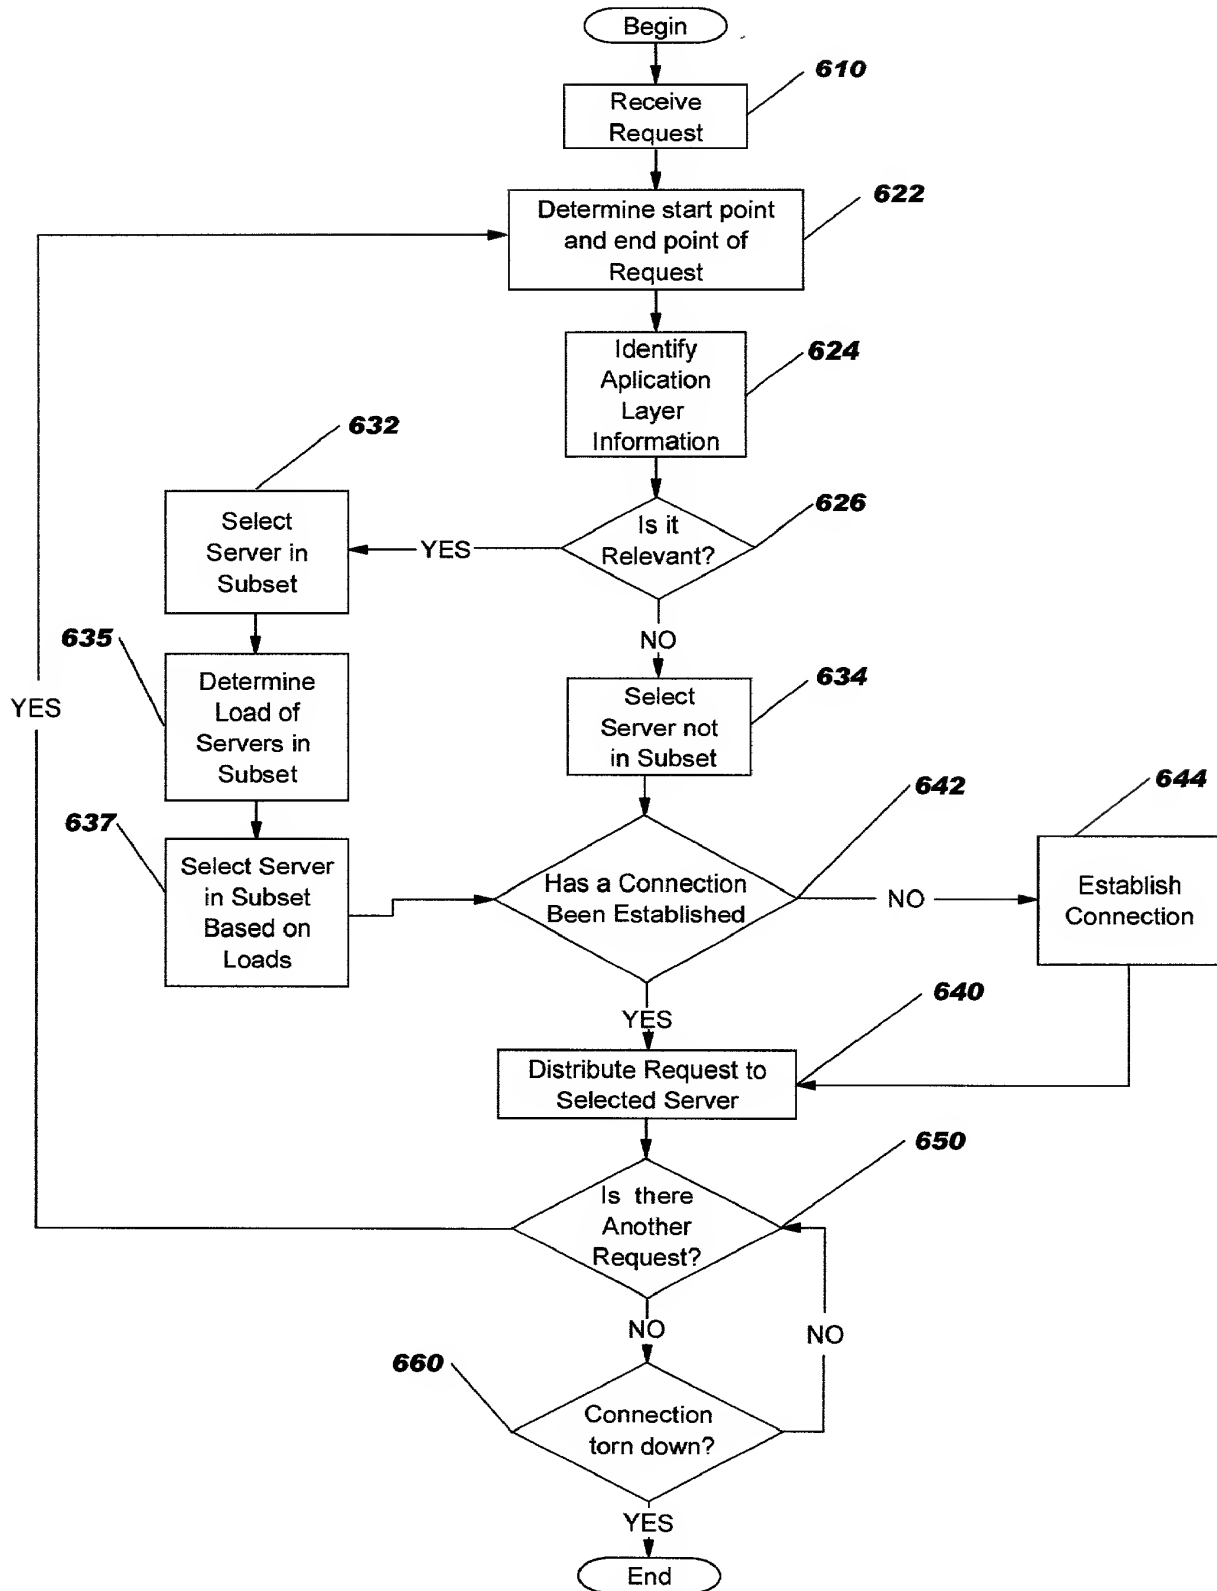 Begin
610
Receive
Request
622
Determine start point
and end point of
Request
624
Identify
Aplication
Layer
Information
632
626
Is it
Relevant?
YES
Select
Server in
Subset
NO
635
634
Determine
Load of
Servers in
Subset
YES
Select
Server not
in Subset
642
644
637
Select Server
in Subset
Based on
Loads
Has a Connection
Been Established
NO
Establish
Connection
640
YES
Distribute Request to
Selected Server
650
Is there
Another
Request?
NO
NO
660
Connection
torn down?
YES
End